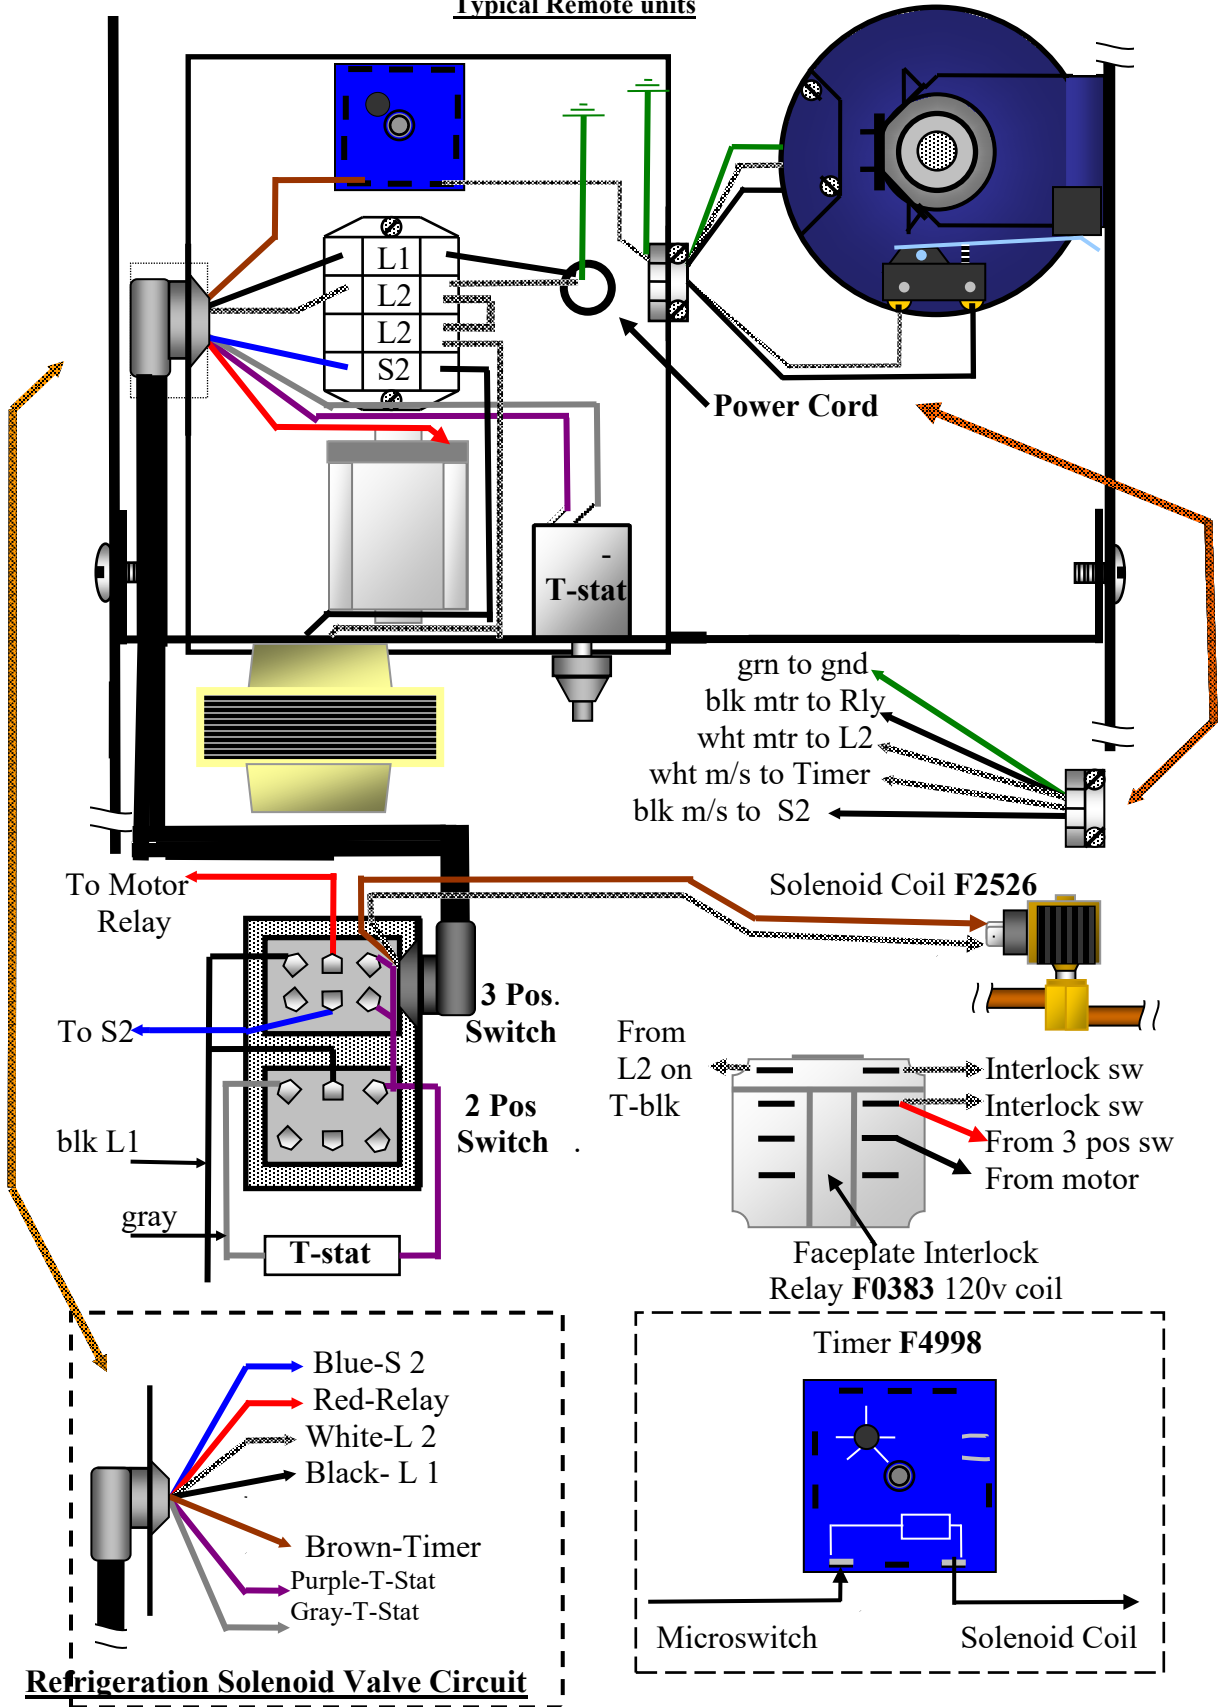 Typical Remote units
L1
L2
L2
S2
Power Cord
-
T-stat
grn to gnd
blk mtr to Rly
wht mtr to L2
wht m/s to Timer
blk m/s to S2
To Motor
Relay
Solenoid Coil F2526
3 Pos.
Switch
To S2
From
L2 on
T-blk
Interlock sw
Interlock sw
From 3 pos sw
From motor
2 Pos
Switch .
blk L1
gray
T-stat
Faceplate Interlock
Relay F0383 120v coil
Blue-S 2
Red-Relay
White-L 2
Black- L 1
Brown-Timer
Purple-T-Stat
Gray-T-Stat
Refrigeration Solenoid Valve Circuit
Timer F4998
Microswitch
Solenoid Coil